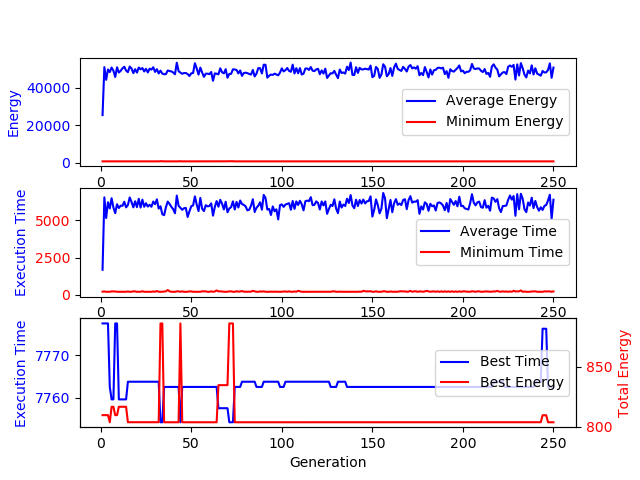 Energy
40000
20000
0
Average Energy
Minimum Energy
0 50 100 150 200 250
Execution Time
5000
2500
0
Average Time
Minimum Time
0 50 100 150 200 250
Execution Time
7770
7760
Best Time
Best Energy
850
800
Total Energy
0 50 100 150 200 250
Generation